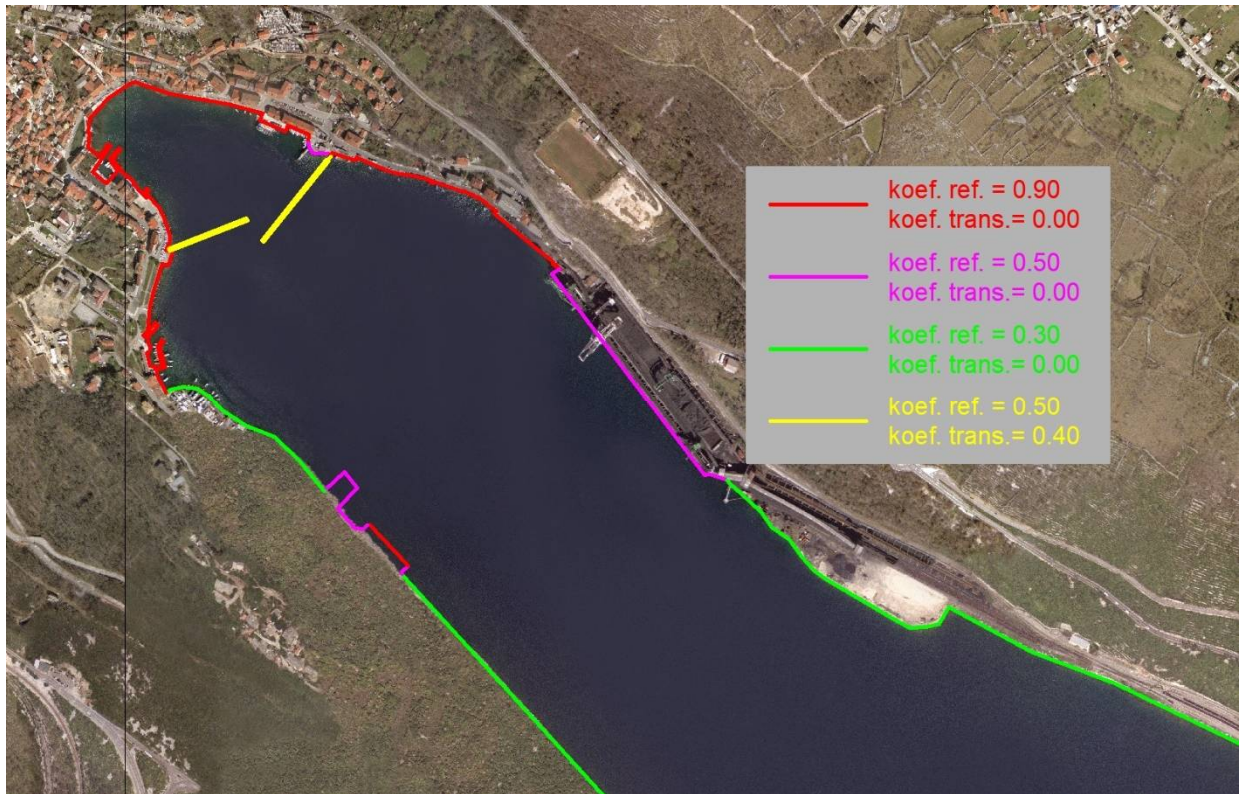 koef. ref. = 0.90
koef. trans.= 0.00
koef. ref. = 0.50
koef. trans.= 0.00
koef. ref. = 0.30
koef. trans.= 0.00
koef. ref. = 0.50
koef. trans.= 0.40